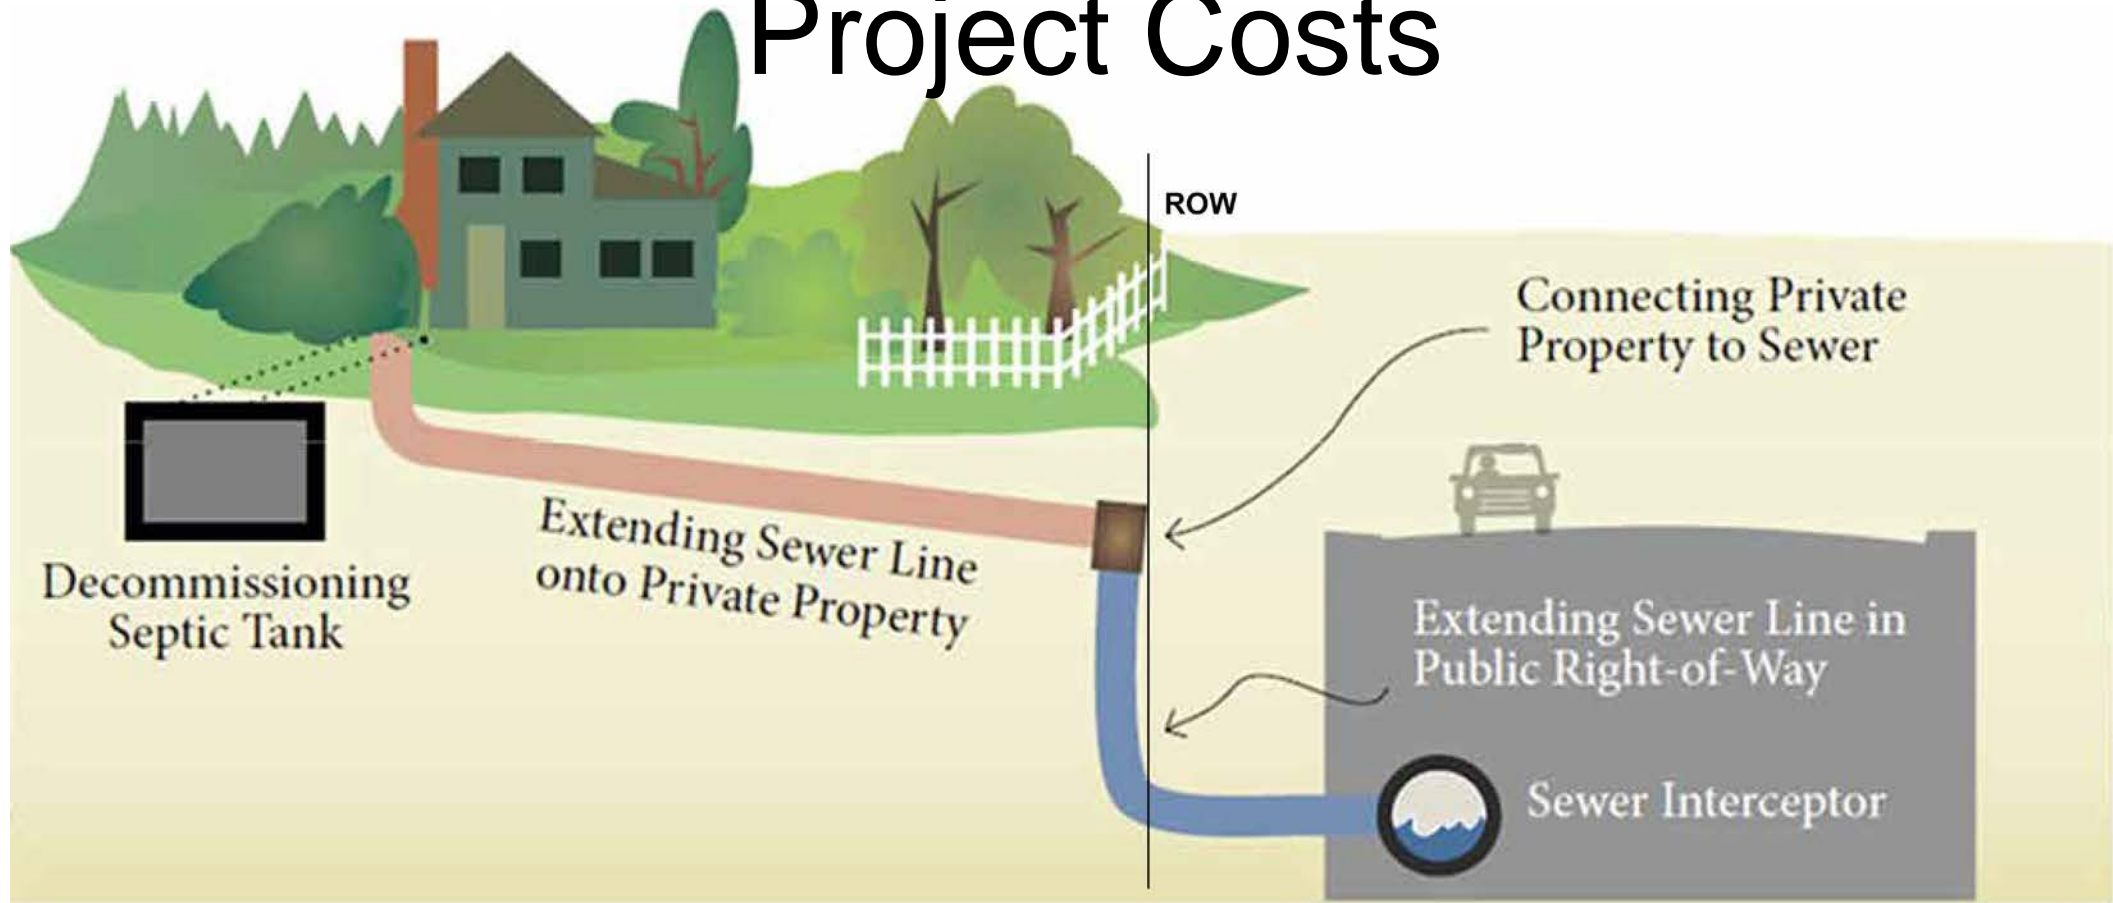 Project Costs
ROW
Connecting Private
Property to Sewer
Extending Sewer Line
onto Private Property
Decommissioning
Septic Tank
Extending Sewer Line in
Public Right-of-Way
Sewer Interceptor